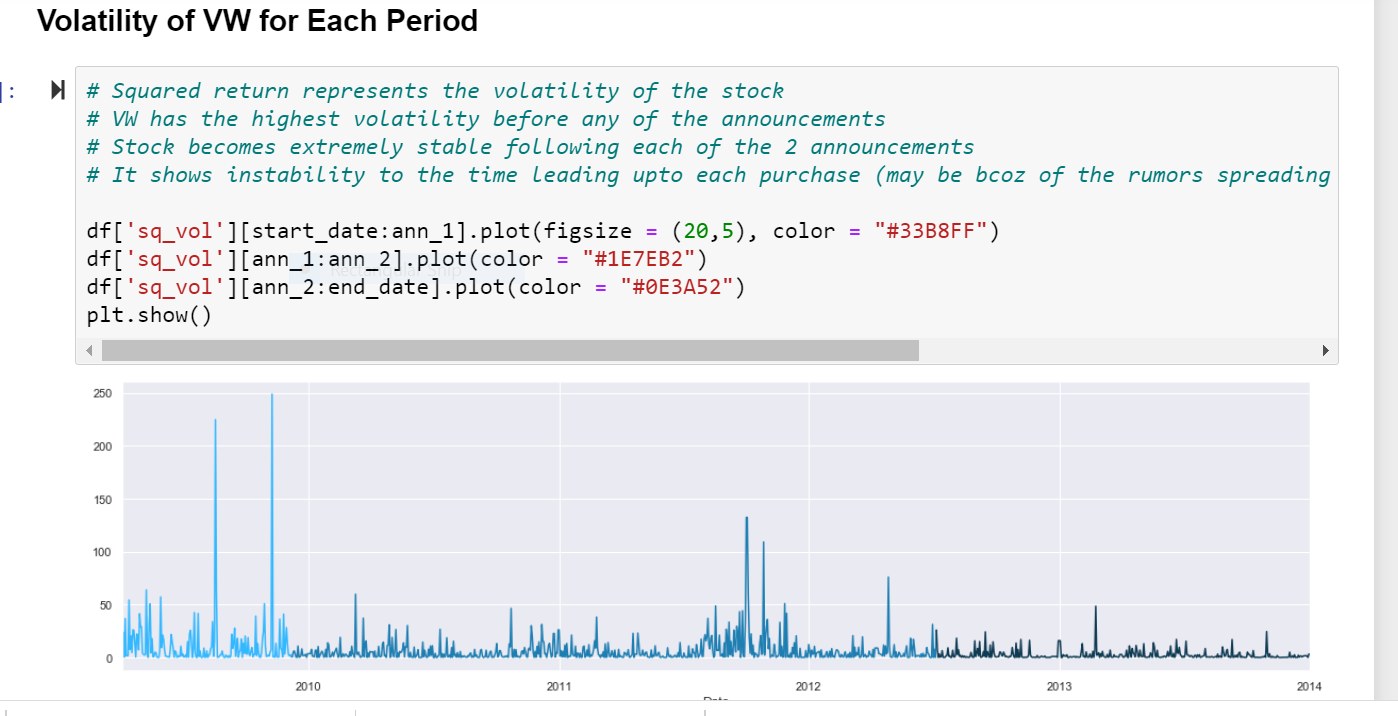 Volatility of VW for Each Period
]:
# Squared return represents the volatility of the stock
# VW has the highest volatility before any of the announcements
# Stock becomes extremely stable following each of the 2 announcements
# It shows instability to the time leading upto each purchase (may be bcoz of the rumors spreading
df['sq_vol'][start_date:ann_1].plot(figsize = (20,5), color = "#33B8FF")
df['sq_vol'][ann_1:ann_2].plot(color = "#1E7EB2")
Rectangular Snip
df['sq_vol'][ann_2:end_date].plot(color = "#0E3A52")
plt.show()
250
200
150
100
50
0
2010 2011 2012 2013 2014